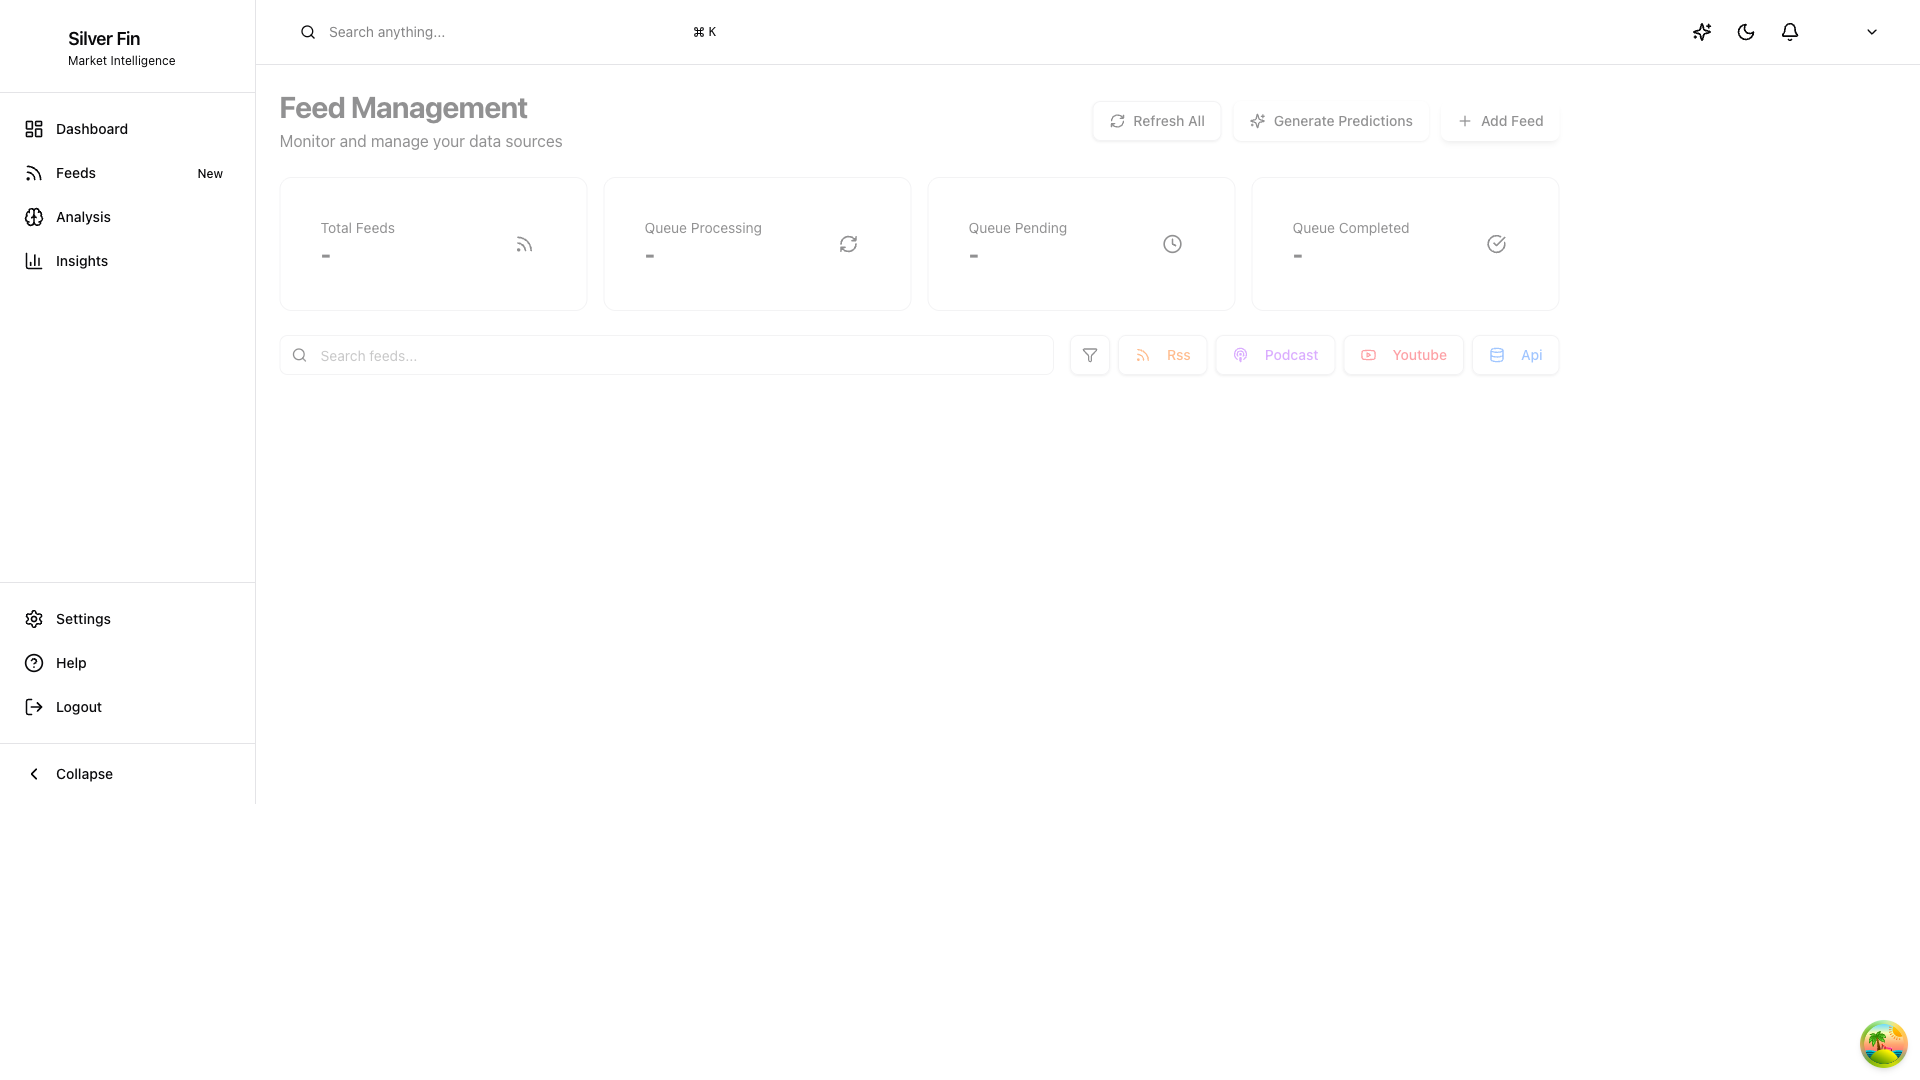 Silver Fin
Market Intelligence
Search anything...
⌘ K
Dashboard
Feeds
New
Analysis
Insights
Settings
Help
Logout
Collapse
Feed Management
Monitor and manage your data sources
Refresh All
Generate Predictions
Add Feed
Total Feeds
-
Queue Processing
-
Queue Pending
-
Queue Completed
-
Search feeds...
Rss
Podcast
Youtube
Api